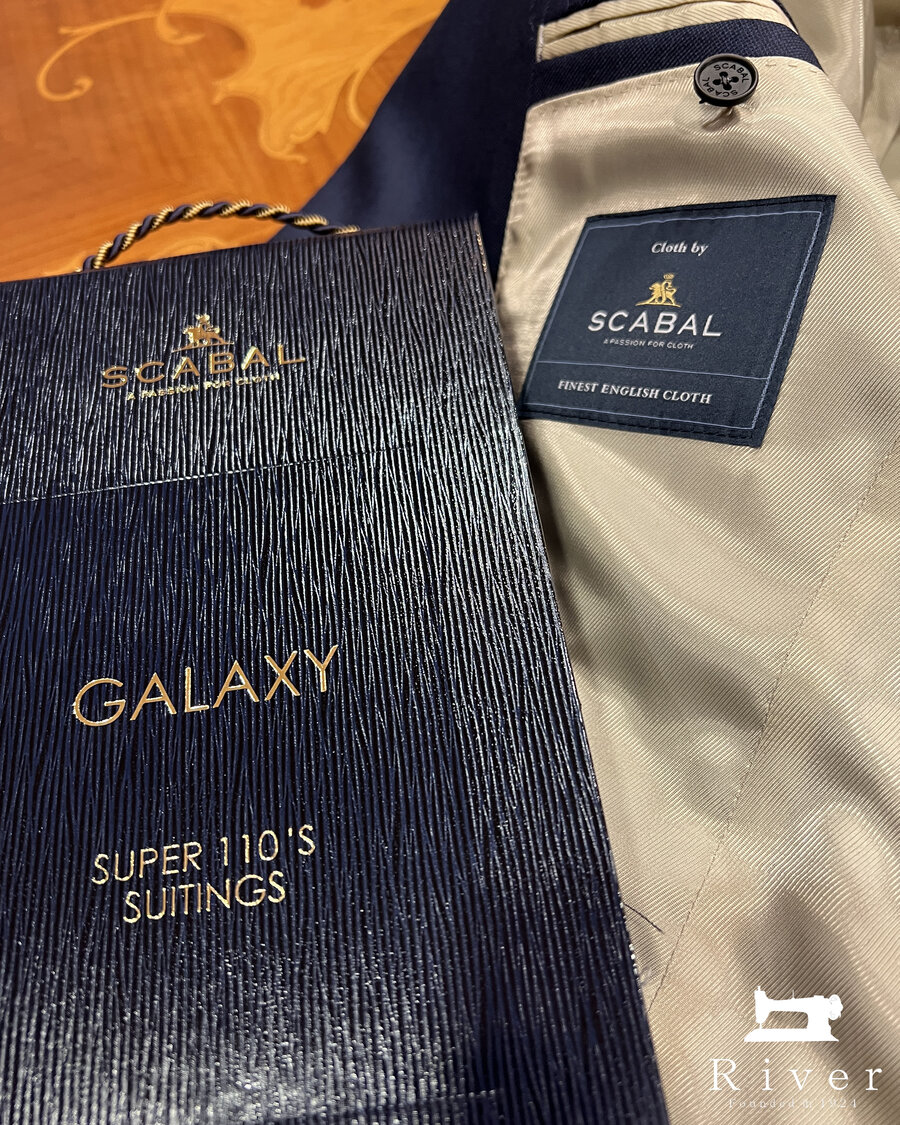 SCABAL
SCABAL
Cloth by
SCABAL
A PASSION FOR CLOTH
FINEST ENGLISH CLOTH
SCABAL
A PASSION FOR CLOTH
GALAXY
SUPER 110'S
SUITINGS
River